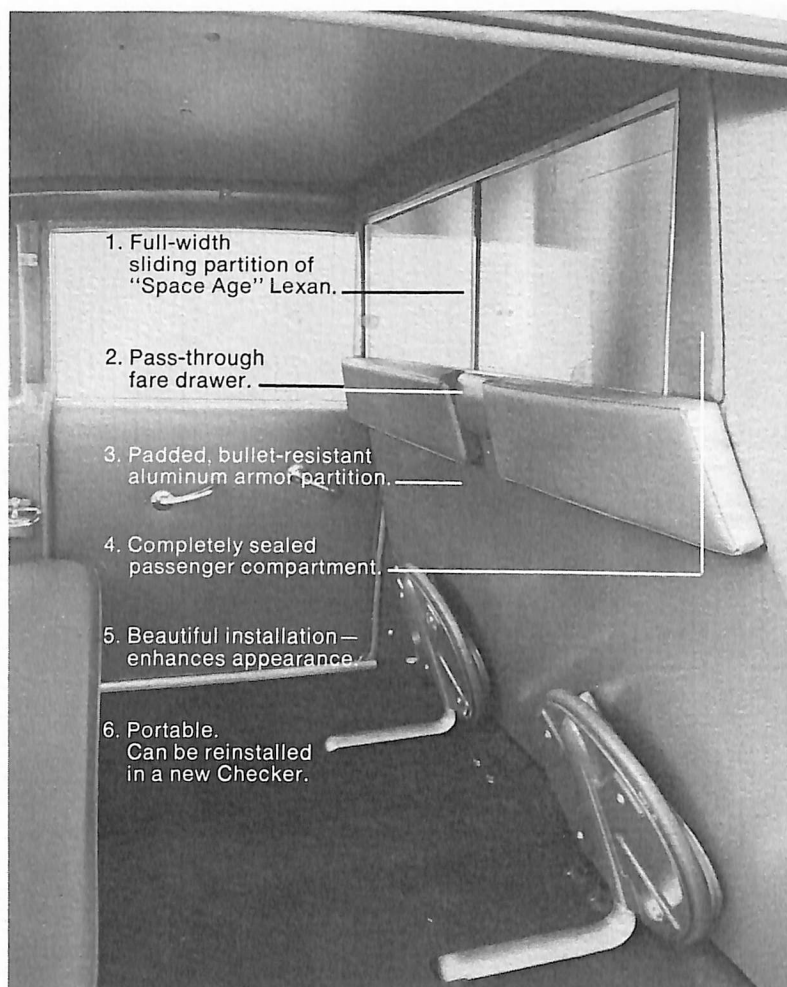 1. Full-width
sliding partition of
"Space Age" Lexan.
2. Pass-through
fare drawer.
3. Padded, bullet-resistant
aluminum armor partition.
4. Completely sealed
passenger compartment.
5. Beautiful installation—
enhances appearance.
6. Portable.
Can be reinstalled
in a new Checker.